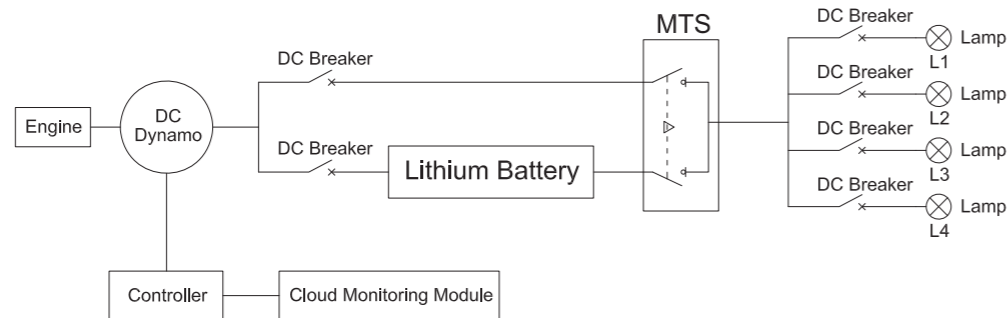 MTS
DC Breaker
Lamp
L1
DC Breaker
DC Breaker
Lamp
L2
Engine
DC
Dynamo
DC Breaker
DC Breaker
Lamp
L3
Lithium Battery
DC Breaker
Lamp
L4
Controller
Cloud Monitoring Module